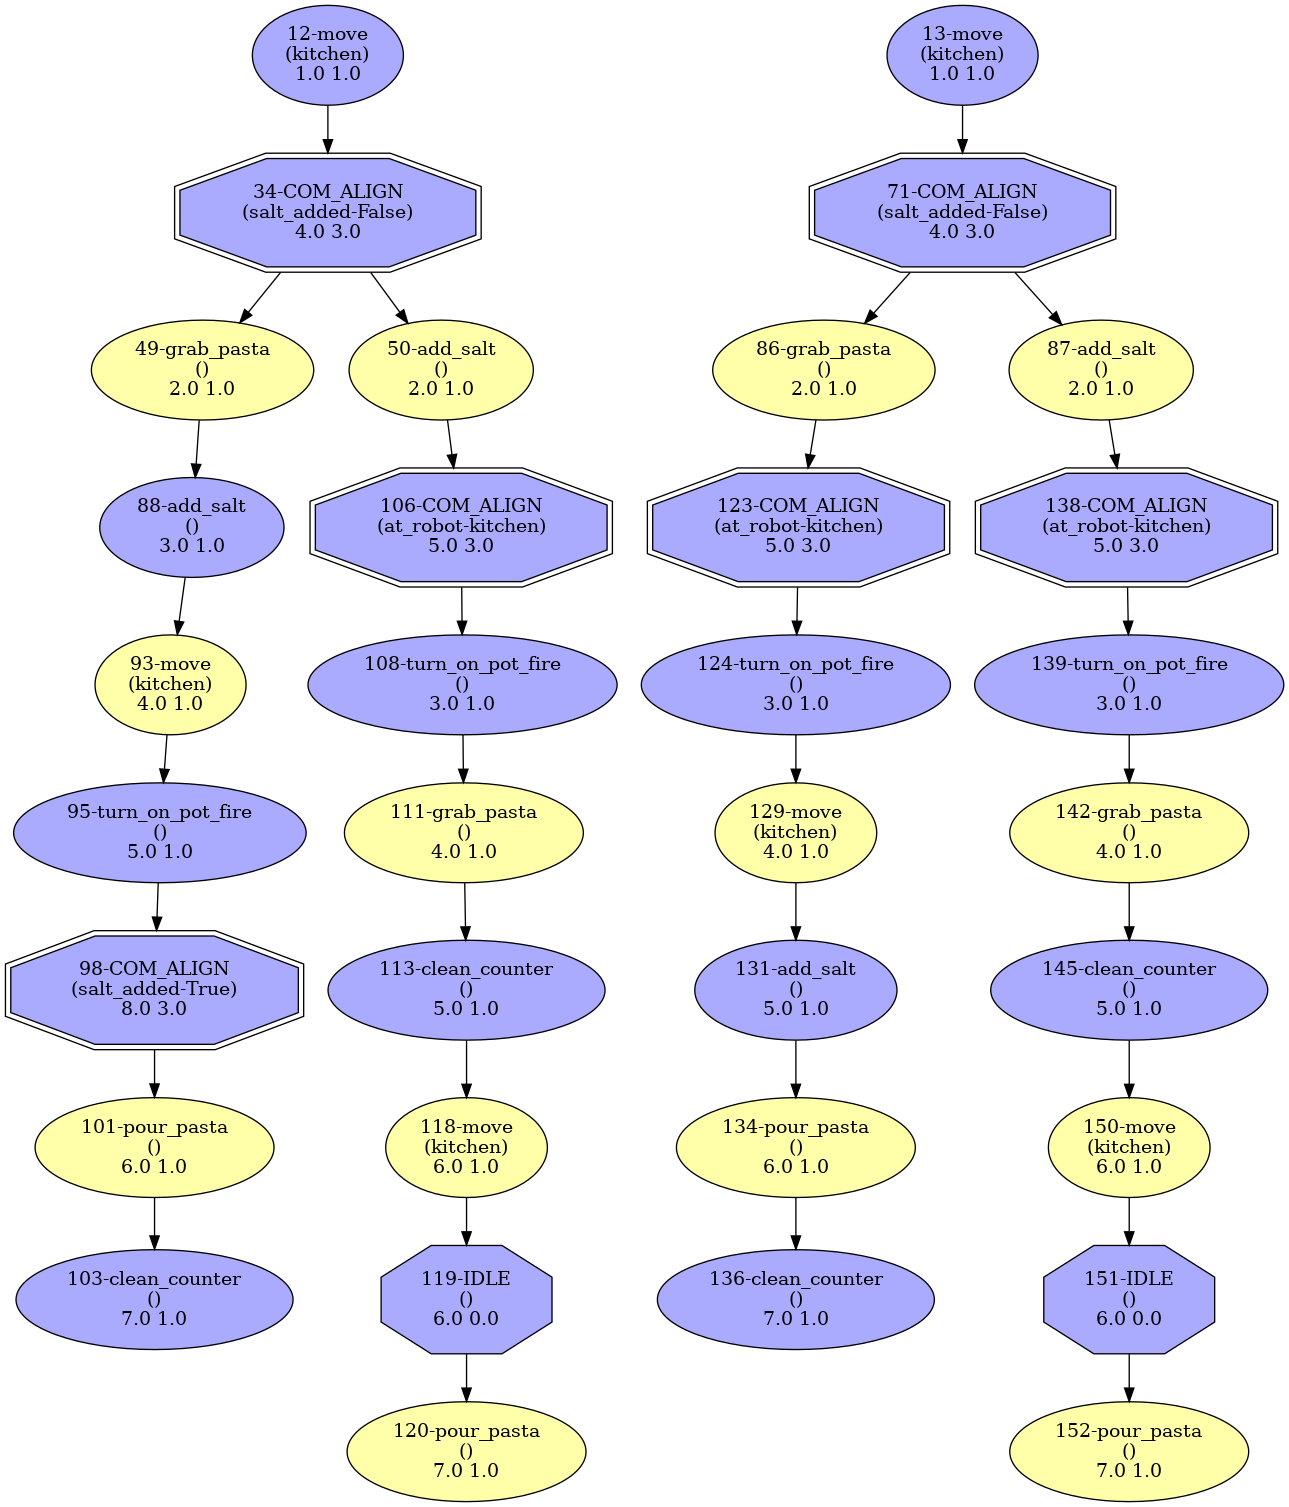 12-move
(kitchen)
1.0 1.0
13-move
(kitchen)
1.0 1.0
34-COM_ALIGN
(salt_added-False)
4.0 3.0
71-COM_ALIGN
(salt_added-False)
4.0 3.0
49-grab_pasta
()
2.0 1.0
50-add_salt
()
2.0 1.0
86-grab_pasta
()
2.0 1.0
87-add_salt
()
2.0 1.0
88-add_salt
()
3.0 1.0
106-COM_ALIGN
(at_robot-kitchen)
5.0 3.0
123-COM_ALIGN
(at_robot-kitchen)
5.0 3.0
138-COM_ALIGN
(at_robot-kitchen)
5.0 3.0
93-move
(kitchen)
4.0 1.0
108-turn_on_pot_fire
()
3.0 1.0
124-turn_on_pot_fire
()
3.0 1.0
139-turn_on_pot_fire
()
3.0 1.0
95-turn_on_pot_fire
()
5.0 1.0
111-grab_pasta
()
4.0 1.0
129-move
(kitchen)
4.0 1.0
142-grab_pasta
()
4.0 1.0
98-COM_ALIGN
(salt_added-True)
8.0 3.0
113-clean_counter
()
5.0 1.0
131-add_salt
()
5.0 1.0
145-clean_counter
()
5.0 1.0
101-pour_pasta
()
6.0 1.0
118-move
(kitchen)
6.0 1.0
134-pour_pasta
()
6.0 1.0
150-move
(kitchen)
6.0 1.0
103-clean_counter
()
7.0 1.0
119-IDLE
()
6.0 0.0
136-clean_counter
()
7.0 1.0
151-IDLE
()
6.0 0.0
120-pour_pasta
()
7.0 1.0
152-pour_pasta
()
7.0 1.0